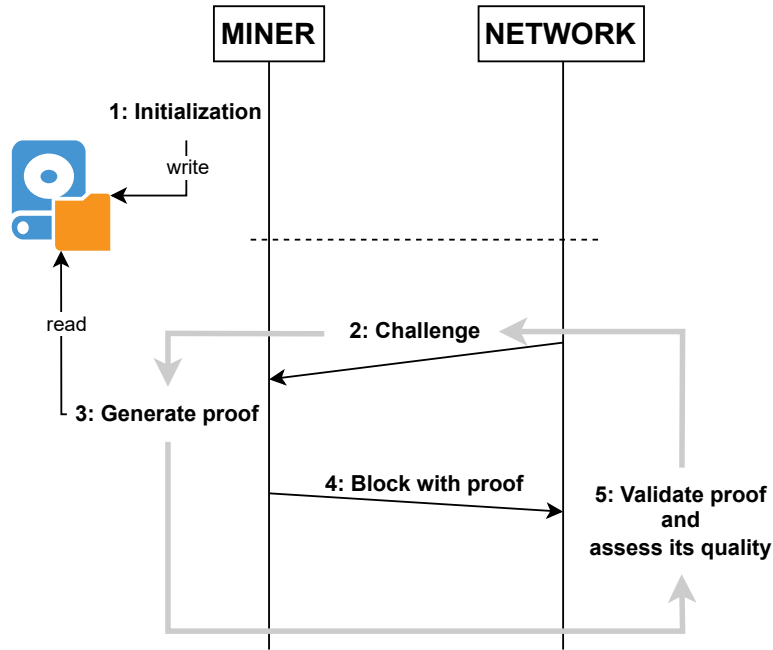 MINER
NETWORK
1: Initialization
write
read
2: Challenge
3: Generate proof
4: Block with proof
5: Validate proof
and
assess its quality